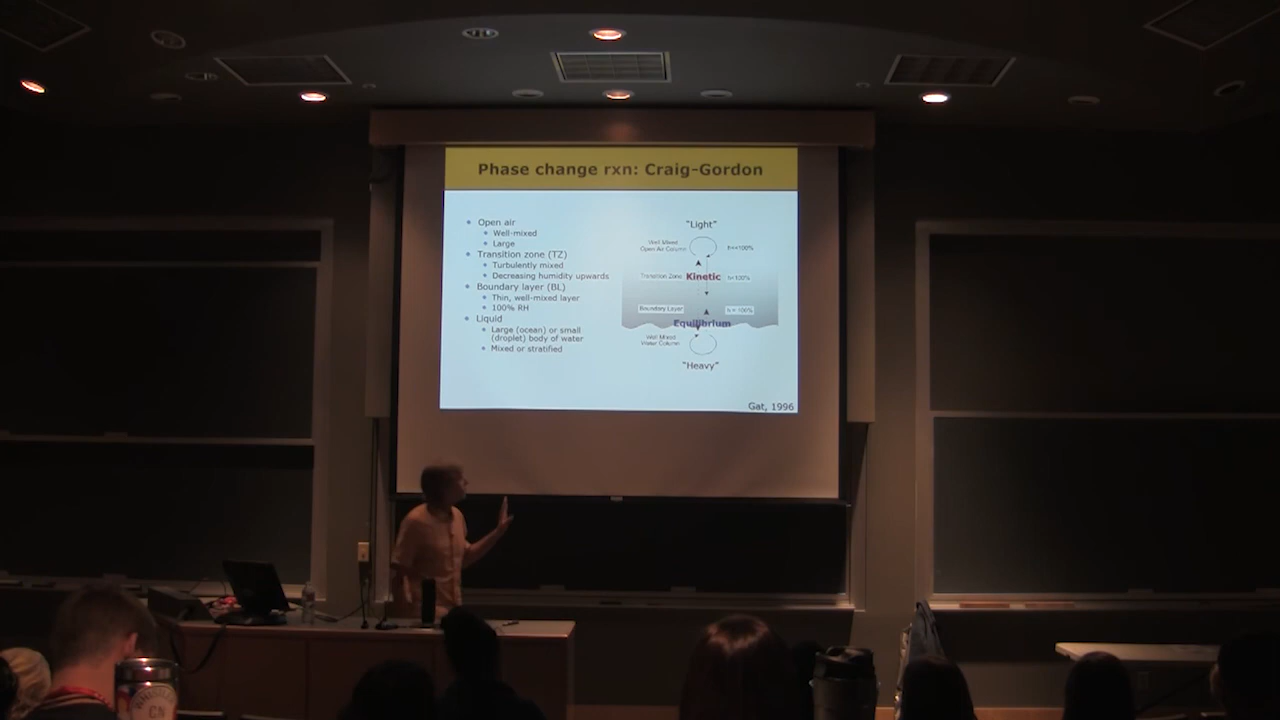 Phase change rxn: Craig-Gordon
• Open air
• Well-mixed
• Large
• Transition zone (TZ)
• Turbulently mixed
• Decreasing humidity upwards
• Boundary layer (BL)
• Thin, well-mixed layer
• 100% RH
• Liquid
• Large (ocean) or small
(droplet) body of water
• Mixed or stratified
"Light"
Well Mixed
Open Air Column
Transition Zone
Kinetic
h<100%
Boundary Layer
Equilibrium
Well Mixed
Water Column
"Heavy"
Gat, 1996